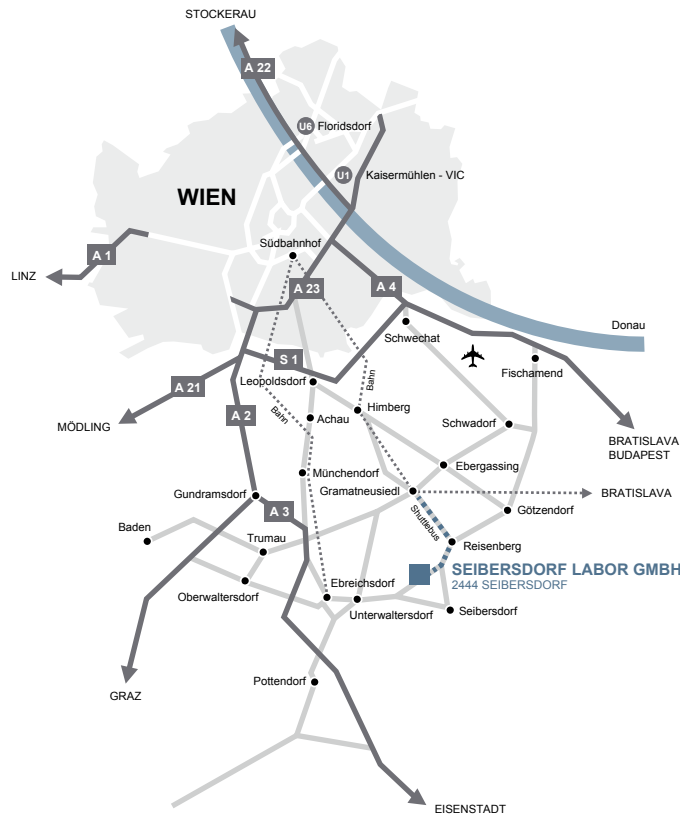 STOCKERAU
A 22
U6 Floridsdorf
U1
Kaisermühlen - VIC
WIEN
Südbahnhof
A 1
LINZ
A 23
A 4
Donau
Schwechat
S 1
Fischamend
Bahn
Leopoldsdorf
A 21
Himberg
Bahn
A 2
Achau
Schwadorf
MÖDLING
BRATISLAVA
BUDAPEST
Ebergassing
Münchendorf
Gramatneusiedl
BRATISLAVA
Gundramsdorf
A 3
Shuttlebus
Götzendorf
Baden
Trumau
Reisenberg
SEIBERSDORF LABOR GMBH
2444 SEIBERSDORF
Oberwaltersdorf
Ebreichsdorf
Unterwaltersdorf
Seibersdorf
Pottendorf
GRAZ
EISENSTADT